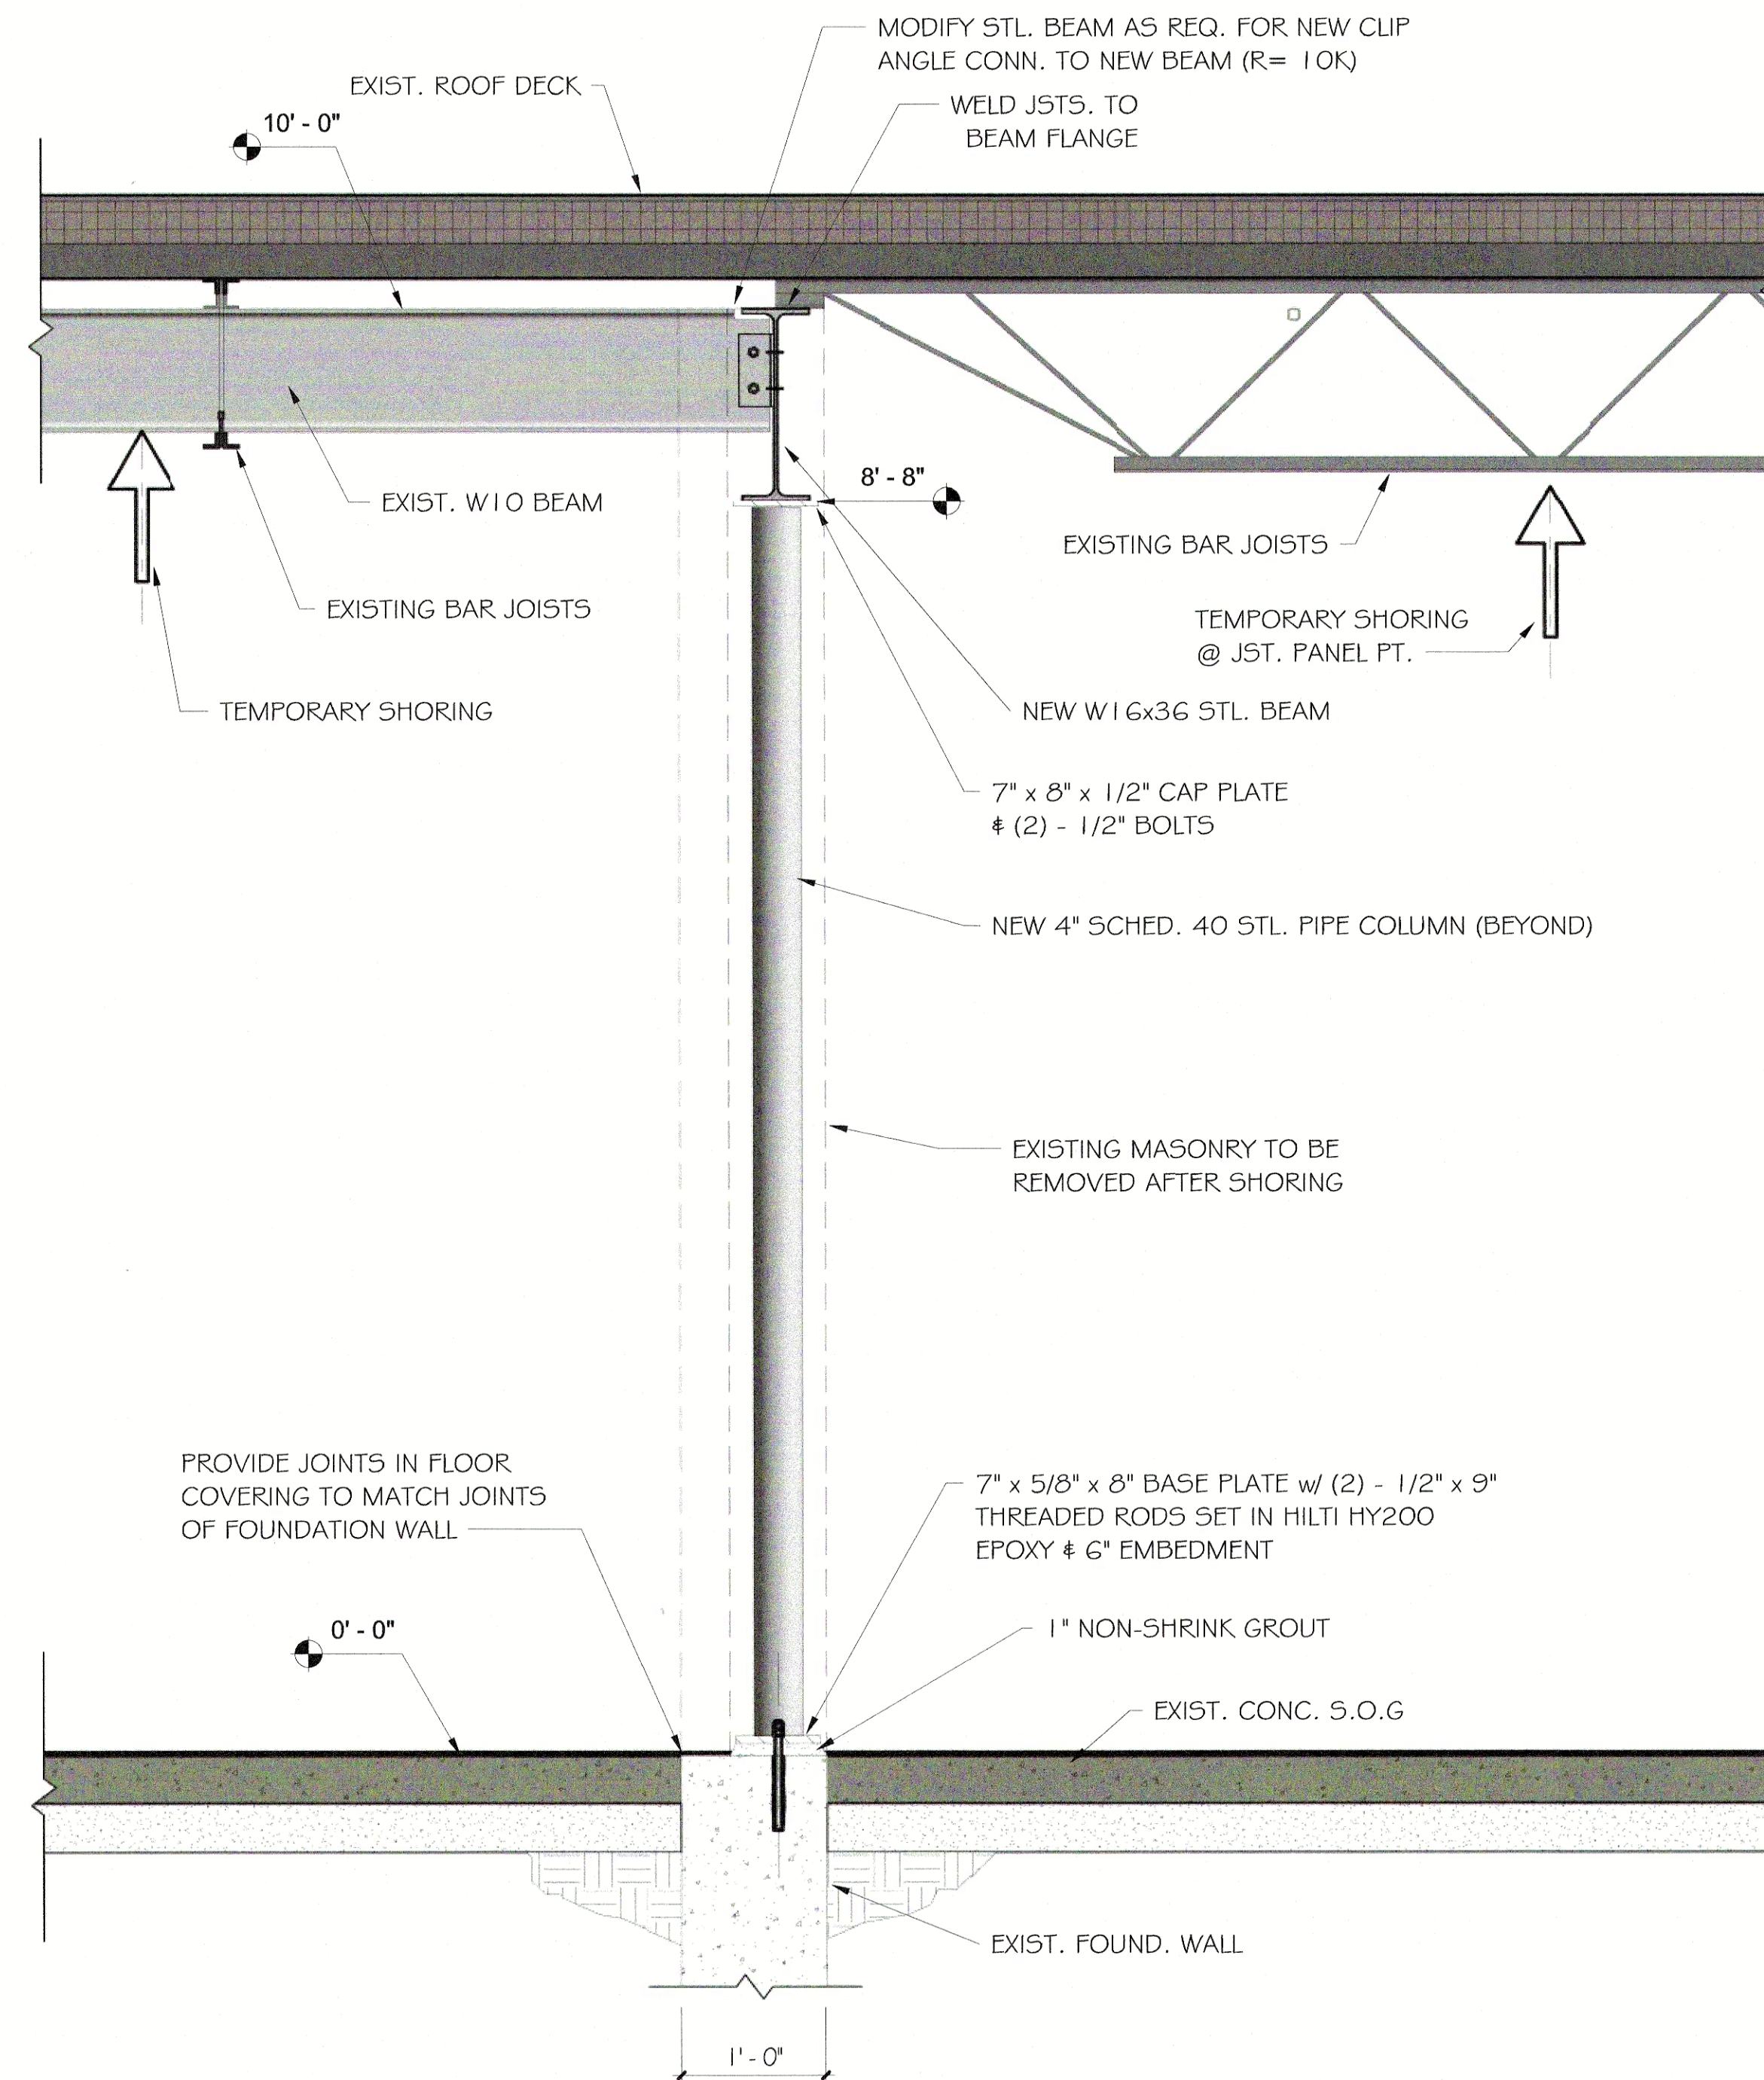 MODIFY STL. BEAM AS REQ. FOR NEW CLIP
ANGLE CONN. TO NEW BEAM (R= 10K)
EXIST. ROOF DECK
WELD JSTS. TO
BEAM FLANGE
10' - 0"
8' - 8"
EXIST. W10 BEAM
EXISTING BAR JOISTS
EXISTING BAR JOISTS
TEMPORARY SHORING
@ JST. PANEL PT.
TEMPORARY SHORING
NEW W16x36 STL. BEAM
7" x 8" x 1/2" CAP PLATE
& (2) - 1/2" BOLTS
NEW 4" SCHED. 40 STL. PIPE COLUMN (BEYOND)
EXISTING MASONRY TO BE
REMOVED AFTER SHORING
PROVIDE JOINTS IN FLOOR
COVERING TO MATCH JOINTS
OF FOUNDATION WALL
7" x 5/8" x 8" BASE PLATE w/ (2) - 1/2" x 9"
THREADED RODS SET IN HILTI HY200
EPOXY & 6" EMBEDMENT
0' - 0"
1" NON-SHRINK GROUT
EXIST. CONC. S.O.G
EXIST. FOUND. WALL
1' - 0"